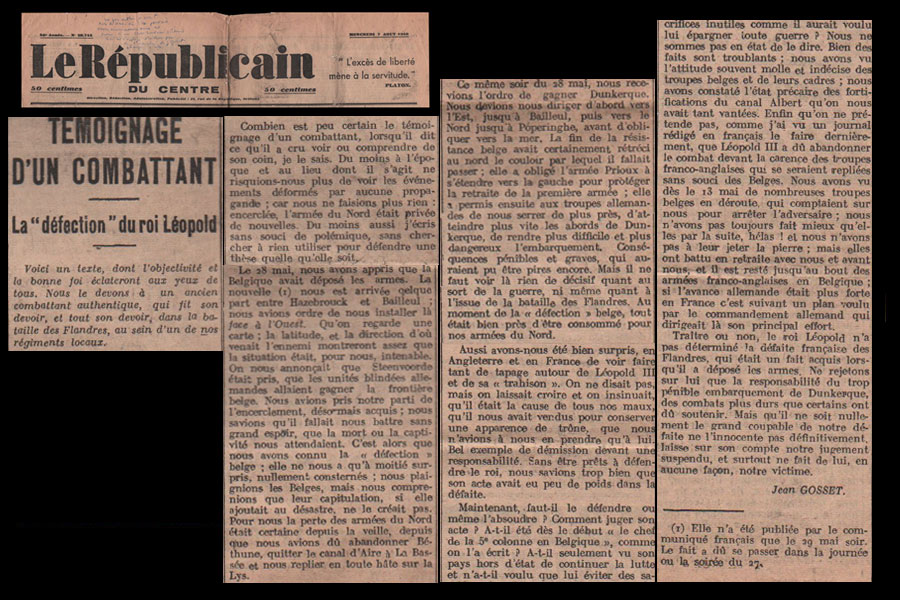 MERCREDI 7 AOUT 1940
Le Républicain
DU CENTRE
50 centimes
50 centimes
" L'excès de liberté
mène à la servitude. "
PLATON.
TÉMOIGNAGE
D'UN COMBATTANT
La "défection" du roi Léopold
Voici un texte, dont l'objectivité et
la bonne foi éclateront aux yeux de
tous. Nous le devons à un ancien
combattant authentique, qui fit son
devoir, et tout son devoir, dans la ba-
taille des Flandres, au sein d'un de nos
régiments locaux.
Combien est peu certain le témoi-
gnage d'un combattant, lorsqu'il dit
ce qu'il a cru voir ou comprendre de
son coin, je le sais. Du moins à l'épo-
que et au lieu dont il s'agit ne
risquions-nous plus de voir les événe-
ments déformés par aucune propa-
gande ; car nous ne faisions plus rien :
encerclée, l'armée du Nord était privée
de nouvelles. Du moins aussi j'écris
sans souci de polémique, sans cher-
cher à rien utiliser pour défendre une
thèse quelle qu'elle soit.
Le 28 mai, nous avons appris que la
Belgique avait déposé les armes. La
nouvelle (1) nous est arrivée quelque
part entre Hazebrouck et Bailleul ;
nous avions ordre de nous installer là
face à l'Ouest. Qu'on regarde une
carte ; la latitude, et la direction d'où
venait l'ennemi montreront assez que
la situation était, pour nous, intenable.
On nous annonçait que Steenvoorde
était pris, que les unités blindées alle-
mandes allaient gagner la frontière
belge. Nous avions pris notre parti de
l'encerclement, désormais acquis ; nous
savions qu'il fallait nous battre sans
grand espoir, que la mort ou la capti-
vité nous attendaient. C'est alors que
nous avons connu la « défection »
belge ; elle ne nous a qu'à moitié sur-
pris, nullement consternés ; nous plai-
gnions les Belges, mais nous compre-
nions que leur capitulation, si elle
ajoutait au désastre, ne le créait pas.
Pour nous la perte des armées du Nord
était certaine depuis la veille, depuis
que nous avions dû abandonner Bé-
thune, quitter le canal d'Aire à La Bas-
sée et nous replier en toute hâte sur la
Lys.
Ce même soir du 28 mai, nous rece-
vions l'ordre de gagner Dunkerque.
Nous devions nous diriger d'abord vers
l'Est, jusqu'à Bailleul, puis vers le
Nord jusqu'à Poperinghe, avant d'obli-
quer vers la mer. La fin de la résis-
tance belge avait certainement rétréci
au nord le couloir par lequel il fallait
passer ; elle a obligé l'armée Prioux à
s'étendre vers la gauche pour protéger
la retraite de la première armée ; elle
a permis ensuite aux troupes alleman-
des de nous serrer de plus près, d'at-
teindre plus vite les abords de Dun-
kerque, de rendre plus difficile et plus
dangereux l'embarquement. Consé-
quences pénibles et graves, qui au-
raient pu être pires encore. Mais il ne
faut voir là rien de décisif quant au
sort de la guerre, ni même quant à
l'issue de la bataille des Flandres. Au
moment de la « défection » belge, tout
était bien près d'être consommé pour
nos armées du Nord.
Aussi avons-nous été bien surpris, en
Angleterre et en France de voir faire
tant de tapage autour de Léopold III
et de sa « trahison ». On ne disait pas,
mais on laissait croire et on insinuait,
qu'il était la cause de tous nos maux,
qu'il nous avait vendus pour conserver
une apparence de trône, que nous
n'avions à nous en prendre qu'à lui.
Bel exemple de démission devant une
responsabilité. Sans être prêts à défen-
dre le roi, nous savions trop bien que
son acte avait eu peu de poids dans la
défaite.
Maintenant, faut-il le défendre ou
même l'absoudre ? Comment juger son
acte ? A-t-il été dès le début « le chef
de la 5e colonne en Belgique », comme
on l'a écrit ? A-t-il seulement vu son
pays hors d'état de continuer la lutte
et n'a-t-il voulu que lui éviter des sa-
crifices inutiles comme il aurait voulu
lui épargner toute guerre ? Nous ne
sommes pas en état de le dire. Bien des
faits sont troublants ; nous avons vu
l'attitude souvent molle et indécise des
troupes belges et de leurs cadres ; nous
avons constaté l'état précaire des forti-
fications du canal Albert qu'on nous
avait tant vantées. Enfin qu'on ne pré-
tende pas, comme j'ai vu un journal
rédigé en français le faire dernière-
ment, que Léopold III a dû abandonner
le combat devant la carence des troupes
franco-anglaises qui se seraient repliées
sans souci des Belges. Nous avons vu
dès le 13 mai de nombreuses troupes
belges en déroute, qui comptaient sur
nous pour arrêter l'adversaire ; nous
n'avons pas toujours fait mieux qu'el-
les par la suite, hélas ! et nous n'avons
pas à leur jeter la pierre ; mais elles
ont battu en retraite avec nous et avant
nous, et il est resté jusqu'au bout des
armées franco-anglaises en Belgique ;
si l'avance allemande était plus forte
en France c'est suivant un plan voulu
par le commandement allemand qui
dirigeait là son principal effort.
Traître ou non, le roi Léopold n'a
pas déterminé la défaite française des
Flandres, qui était un fait acquis lors-
qu'il a déposé les armes. Ne rejetons
sur lui que la responsabilité du trop
pénible embarquement de Dunkerque,
des combats plus durs que certains ont
dû soutenir. Mais qu'il ne soit nulle-
ment le grand coupable de notre dé-
faite ne l'innocente pas définitivement,
laisse sur son compte notre jugement
suspendu, et surtout ne fait de lui, en
aucune façon, notre victime.
Jean GOSSET.
(1) Elle n'a été publiée par le com-
muniqué français que le 29 mai soir.
Le fait a dû se passer dans la journée
ou la soirée du 27.